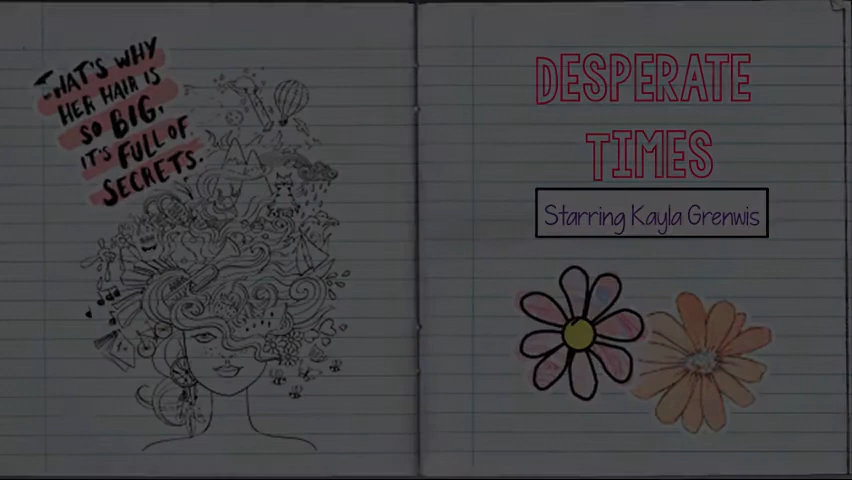 THAT'S WHY
HER HAIR IS
SO BIG,
IT'S FULL OF
SECRETS.
DESPERATE
TIMES
Starring Kayla Grenwis